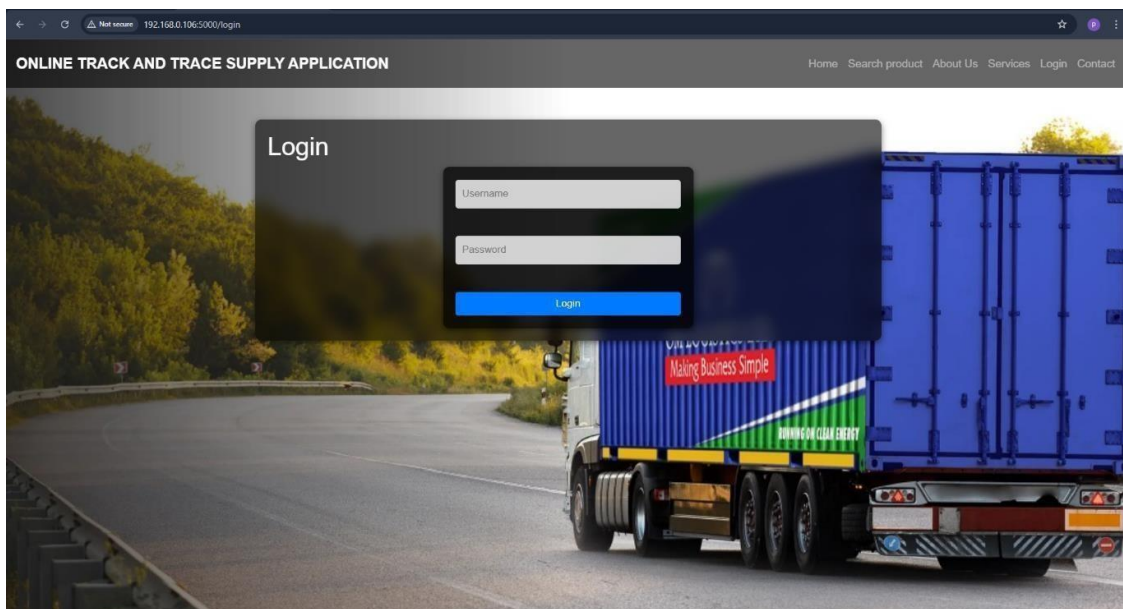 Not secure 192.168.0.106:5000/login
P
ONLINE TRACK AND TRACE SUPPLY APPLICATION
Home Search product About Us Services Login Contact
Login
Username
Password
Login
Making Business Simple
RUNNING ON CLEAN ENERGY